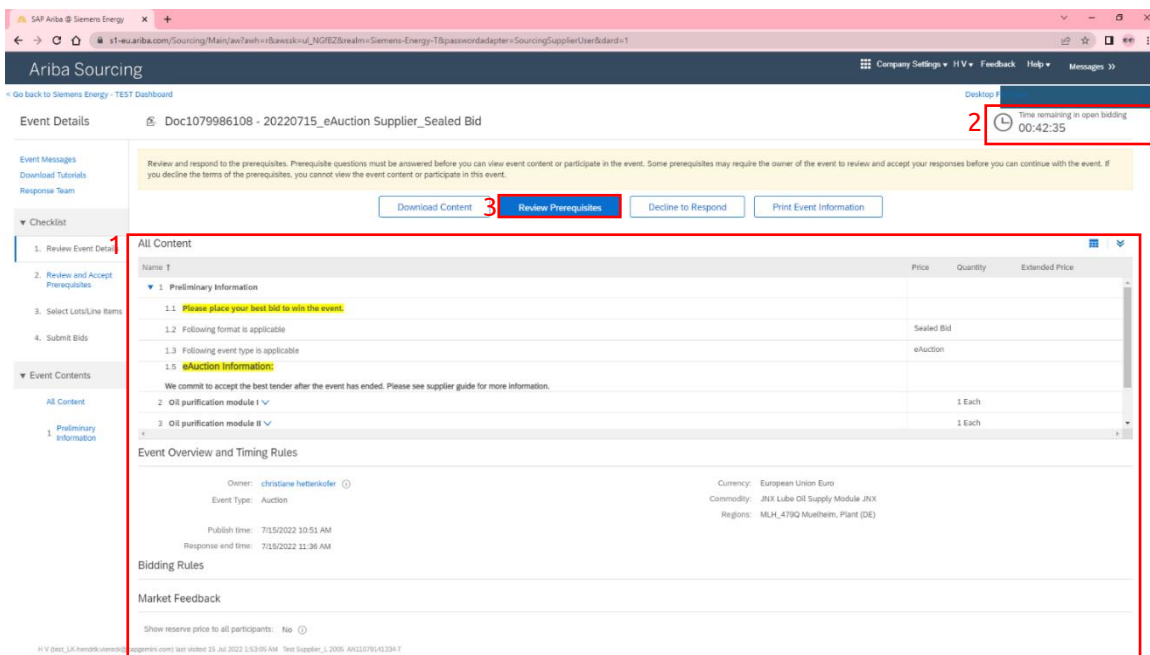 SAP Ariba @ Siemens Energy
s1-eu.ariba.com/Sourcing/Main/aw?awh=r&awssk=ul_NGfBZ&realm=Siemens-Energy-T&passwordadapter=SourcingSupplierUser&dard=1
Ariba Sourcing
Company Settings H V Feedback Help Messages >>
< Go back to Siemens Energy - TEST Dashboard
Desktop
Event Details
Doc1079986108 - 20220715_eAuction Supplier_Sealed Bid
2
Time remaining in open bidding
00:42:35
Event Messages
Download Tutorials
Response Team
Review and respond to the prerequisites. Prerequisite questions must be answered before you can view event content or participate in the event. Some prerequisites may require the owner of the event to review and accept your responses before you can continue with the event. If
you decline the terms of the prerequisites, you cannot view the event content or participate in this event.
Download Content
3
Review Prerequisites
Decline to Respond
Print Event Information
Checklist
1. Review Event Details
2. Review and Accept
Prerequisites
3. Select Lots/Line Items
4. Submit Bids
Event Contents
All Content
1 Preliminary
Information
1
All Content
Name ↑ Price Quantity Extended Price
1 Preliminary Information
1.1 Please place your best bid to win the event.
1.2 Following format is applicable Sealed Bid
1.3 Following event type is applicable eAuction
1.5 eAuction Information:
We commit to accept the best tender after the event has ended. Please see supplier guide for more information.
2 Oil purification module I 1 Each
3 Oil purification module II 1 Each
Event Overview and Timing Rules
Owner: christiane hettenkofer
Event Type: Auction
Publish time: 7/15/2022 10:51 AM
Response end time: 7/15/2022 11:36 AM
Currency: European Union Euro
Commodity: JNX Lube Oil Supply Module JNX
Regions: MLH_479Q Muelheim, Plant (DE)
Bidding Rules
Market Feedback
Show reserve price to all participants: No
last visited 15 Jul 2022 1:53:05 AM Test Supplier_L 2005 AN11079141334-T